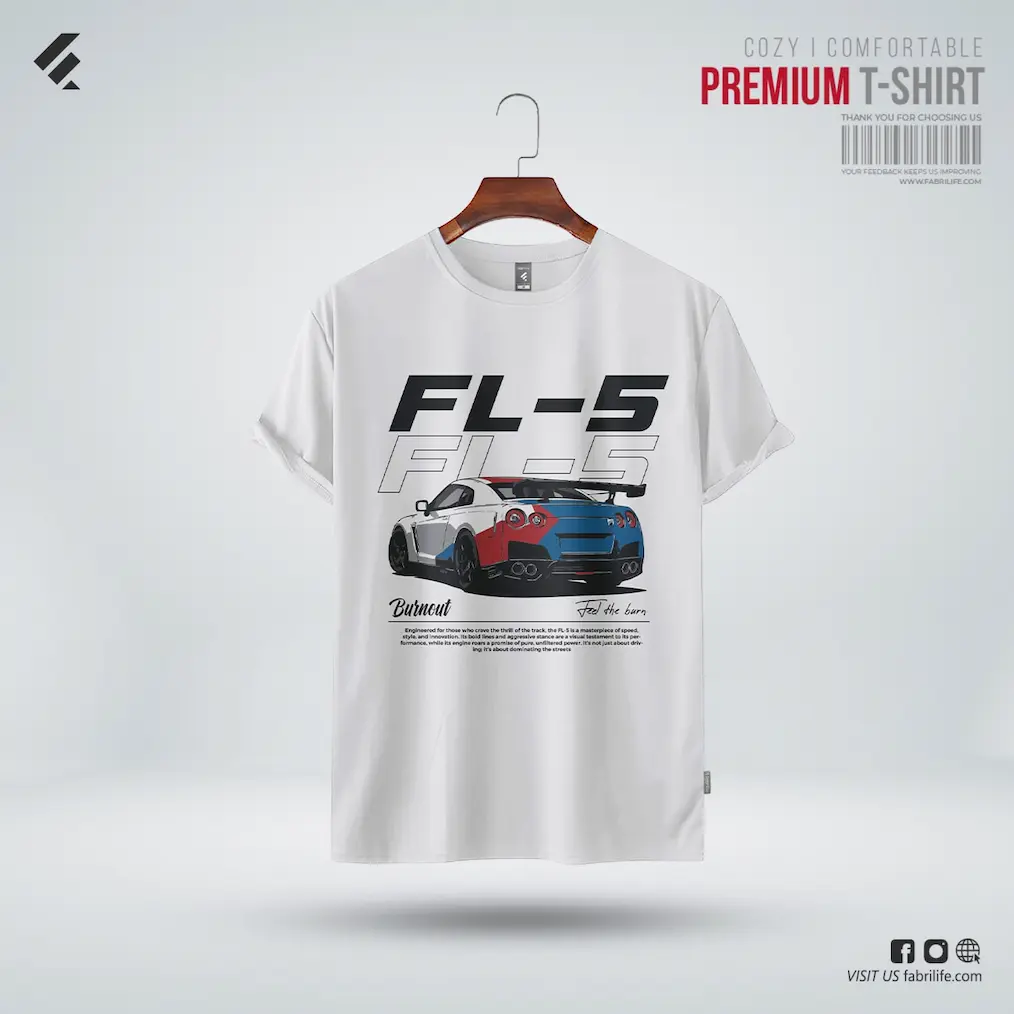 COZY | COMFORTABLE
PREMIUM T-SHIRT
THANK YOU FOR CHOOSING US
YOUR FEEDBACK KEEPS US IMPROVING
WWW.FABRILIFE.COM
FL-5
FL-5
Burnout
Feel the burn
Engineered for those who crave the thrill of the track, the FL-5 is a masterpiece of speed,
style, and innovation. Its bold lines and aggressive stance are a visual testament to its per-
formance, while its engine roars a promise of pure, unfiltered power. It's not just about driv-
ing; it's about dominating the streets
VISIT US fabrilife.com